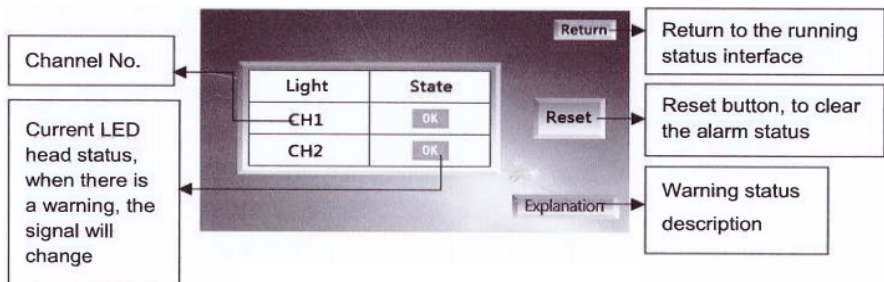 Channel No.
Current LED
head status,
when there is
a warning, the
signal will
change
Light State
CH1 OK
CH2 OK
Return
Reset
Explanation
Return to the running
status interface
Reset button, to clear
the alarm status
Warning status
description